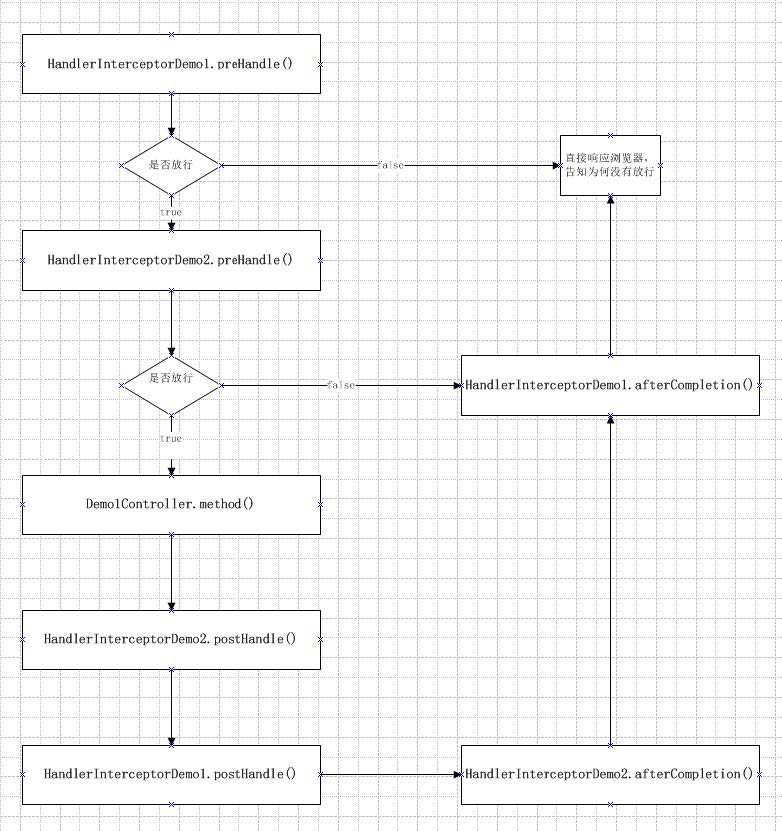 HandlerInterceptorDemo1.preHandle()
是否放行
false
直接响应浏览器，
告知为何没有放行
true
HandlerInterceptorDemo2.preHandle()
是否放行
false
HandlerInterceptorDemo1.afterCompletion()
true
Demo1Controller.method()
HandlerInterceptorDemo2.postHandle()
HandlerInterceptorDemo1.postHandle()
HandlerInterceptorDemo2.afterCompletion()